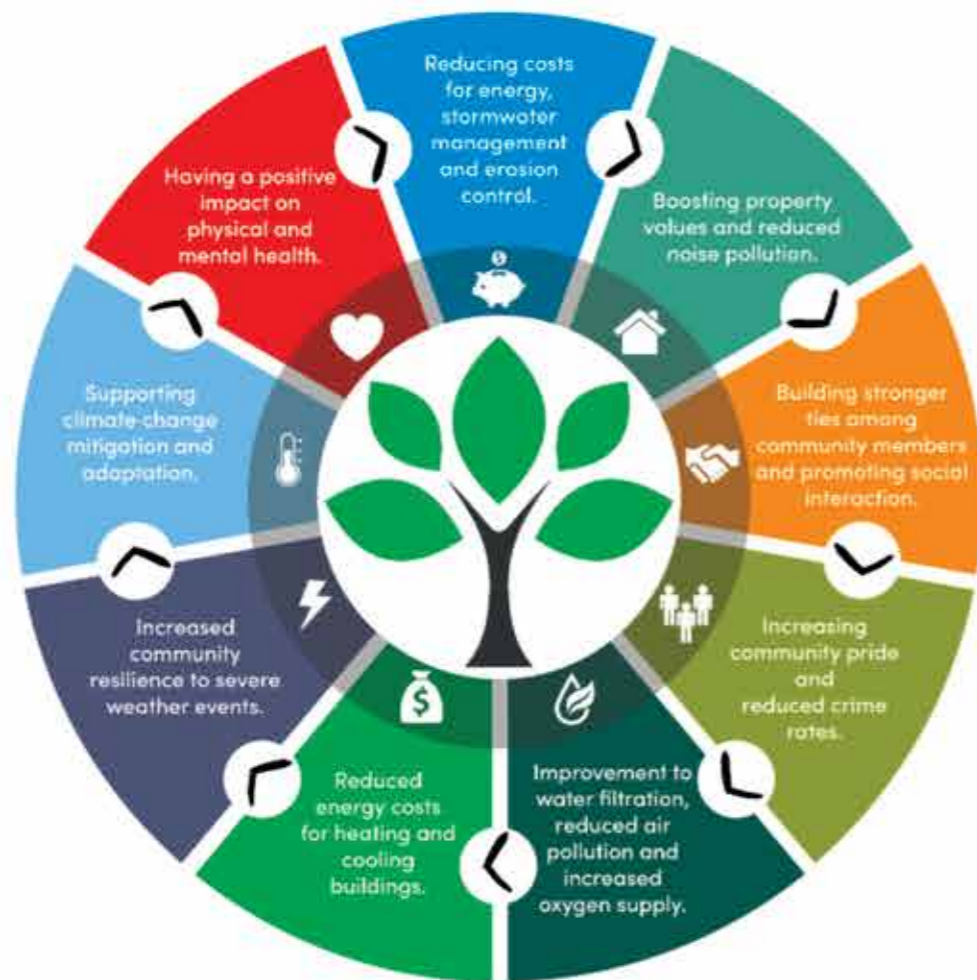 Reducing costs
for energy,
stormwater
management
and erosion
control.
Boosting property
values and reduced
noise pollution.
Building stronger
ties among
community members
and promoting social
interaction.
Increasing
community pride
and
reduced crime
rates.
Improvement to
water filtration,
reduced air
pollution and
increased
oxygen supply.
Reduced
energy costs
for heating and
cooling
buildings.
$
Increased
community
resilience to severe
weather events.
Supporting
climate change
mitigation and
adaptation.
Having a positive
impact on
physical and
mental health.